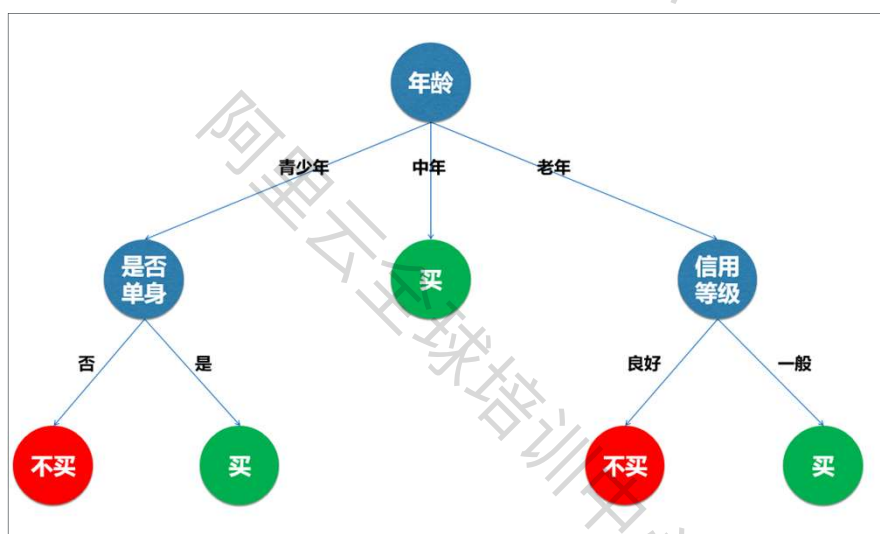 年龄
青少年
中年
老年
是否
单身
买
信用
等级
否
是
良好
一般
不买
买
不买
买
阿里云全球培训中